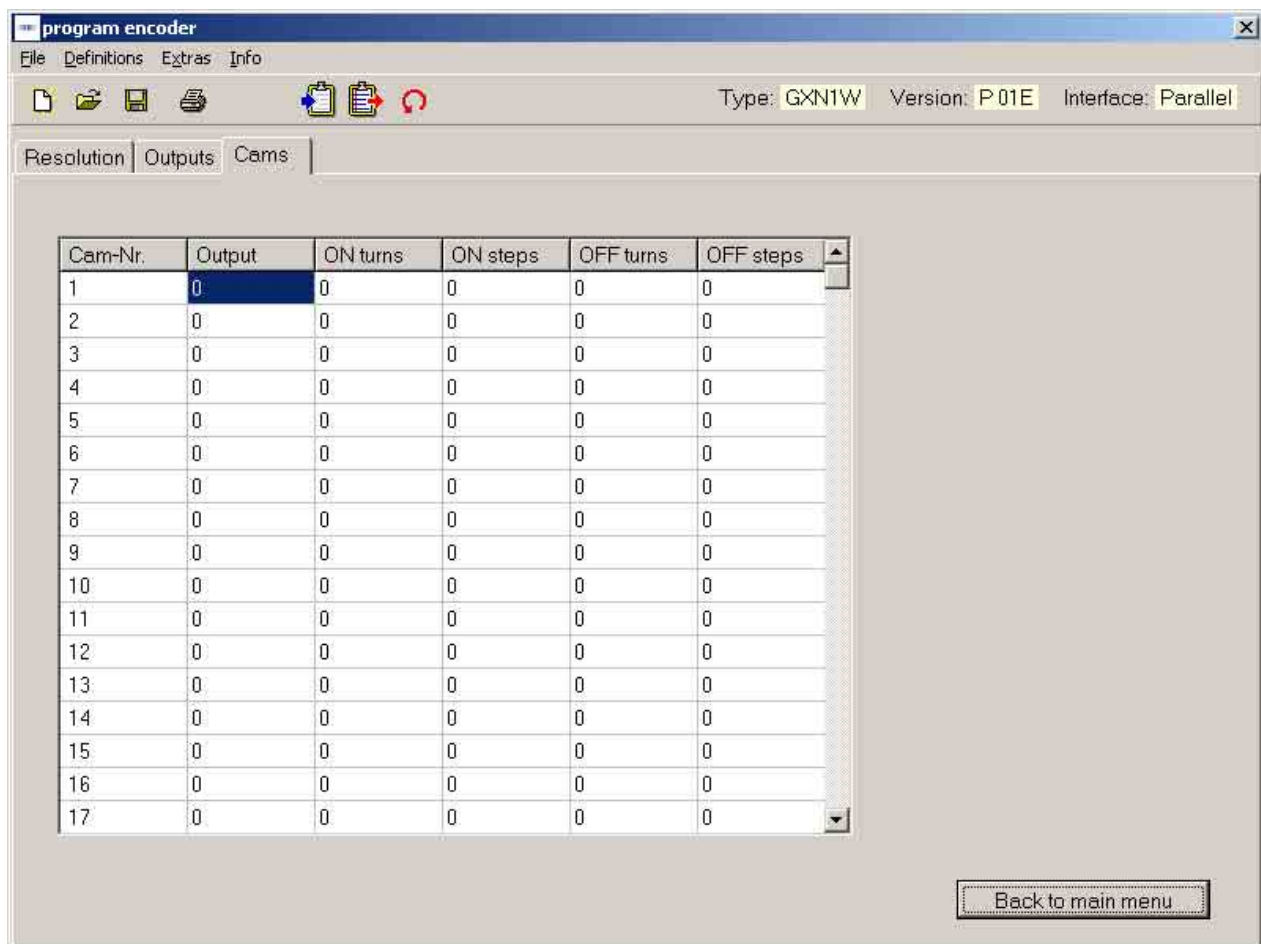 program encoder
File Definitions Extras Info
Type: GXN1W Version: P 01E Interface: Parallel
Resolution Outputs Cams
Cam-Nr. Output ON turns ON steps OFF turns OFF steps
1 0 0 0 0 0
2 0 0 0 0 0
3 0 0 0 0 0
4 0 0 0 0 0
5 0 0 0 0 0
6 0 0 0 0 0
7 0 0 0 0 0
8 0 0 0 0 0
9 0 0 0 0 0
10 0 0 0 0 0
11 0 0 0 0 0
12 0 0 0 0 0
13 0 0 0 0 0
14 0 0 0 0 0
15 0 0 0 0 0
16 0 0 0 0 0
17 0 0 0 0 0
Back to main menu